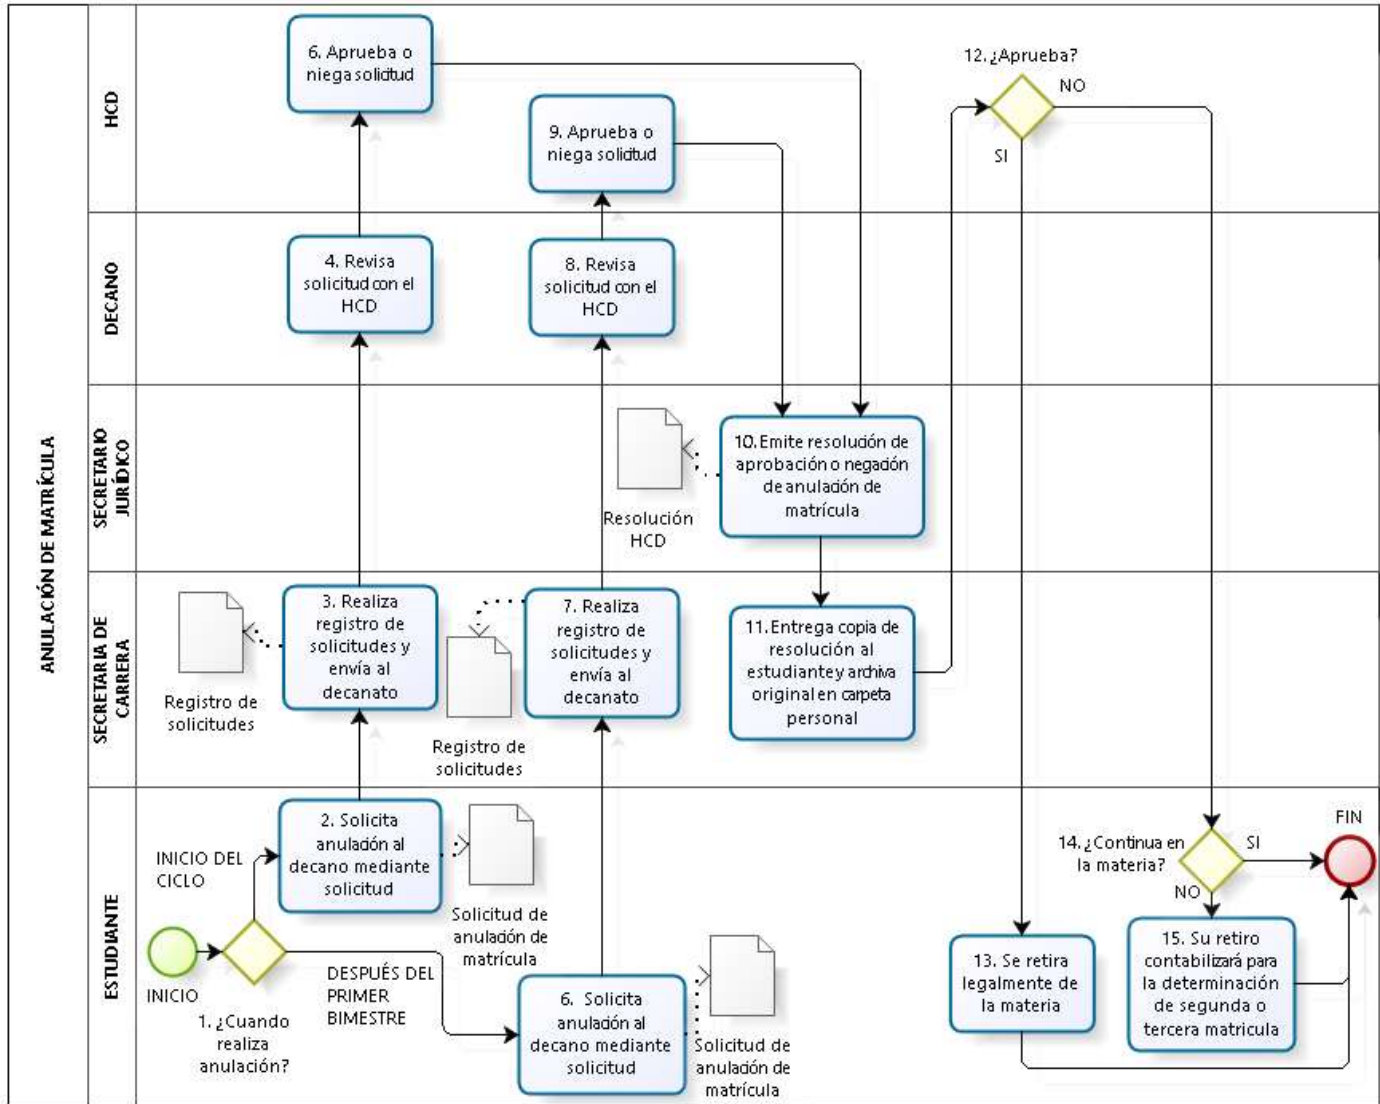 ANULACIÓN DE MATRÍCULA
HCD
6. Aprueba o
niega solicitud
9. Aprueba o
niega solicitud
12. ¿Aprueba?
NO
SI
DECANO
4. Revisa
solicitud con el
HCD
8. Revisa
solicitud con el
HCD
SECRETARIO
JURÍDICO
Resolución
HCD
10. Emite resolución de
aprobación o negación
de anulación de
matrícula
SECRETARIA DE
CARRERA
Registro de
solicitudes
3. Realiza
registro de
solicitudes y
envía al
decanato
Registro de
solicitudes
7. Realiza
registro de
solicitudes y
envía al
decanato
11. Entrega copia de
resolución al
estudiante y archiva
original en carpeta
personal
ESTUDIANTE
INICIO
1. ¿Cuando
realiza
anulación?
INICIO DEL
CICLO
2. Solicita
anulación al
decano mediante
solicitud
Solicitud de
anulación de
matrícula
DESPUÉS DEL
PRIMER
BIMESTRE
6. Solicita
anulación al
decano mediante
solicitud
Solicitud de
anulación de
matrícula
13. Se retira
legalmente de
la materia
14. ¿Continua en
la materia?
SI
NO
15. Su retiro
contabilizará para
la determinación
de segunda o
tercera matricula
FIN